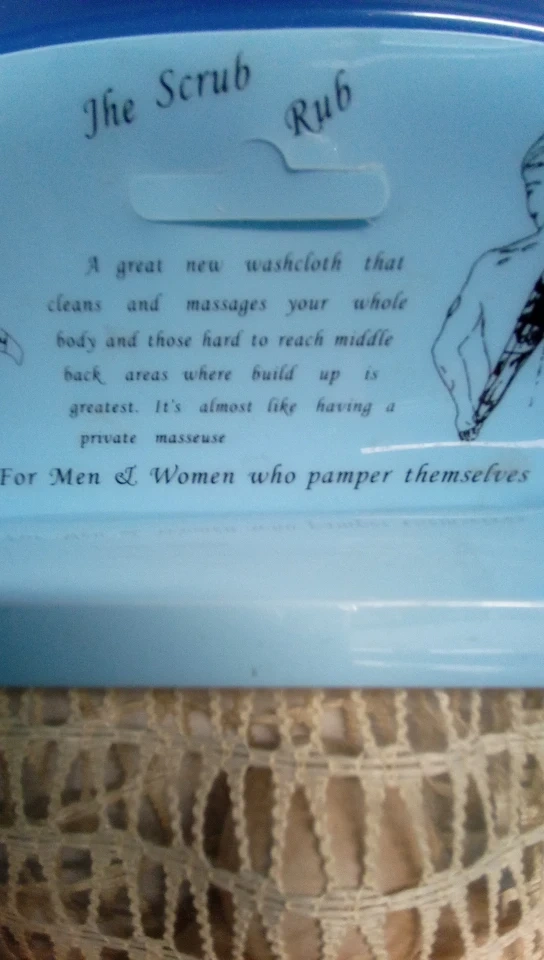 The Scrub Rub
A great new washcloth that
cleans and massages your whole
body and those hard to reach middle
back areas where build up is
greatest. It's almost like having a
private masseuse
For Men & Women who pamper themselves